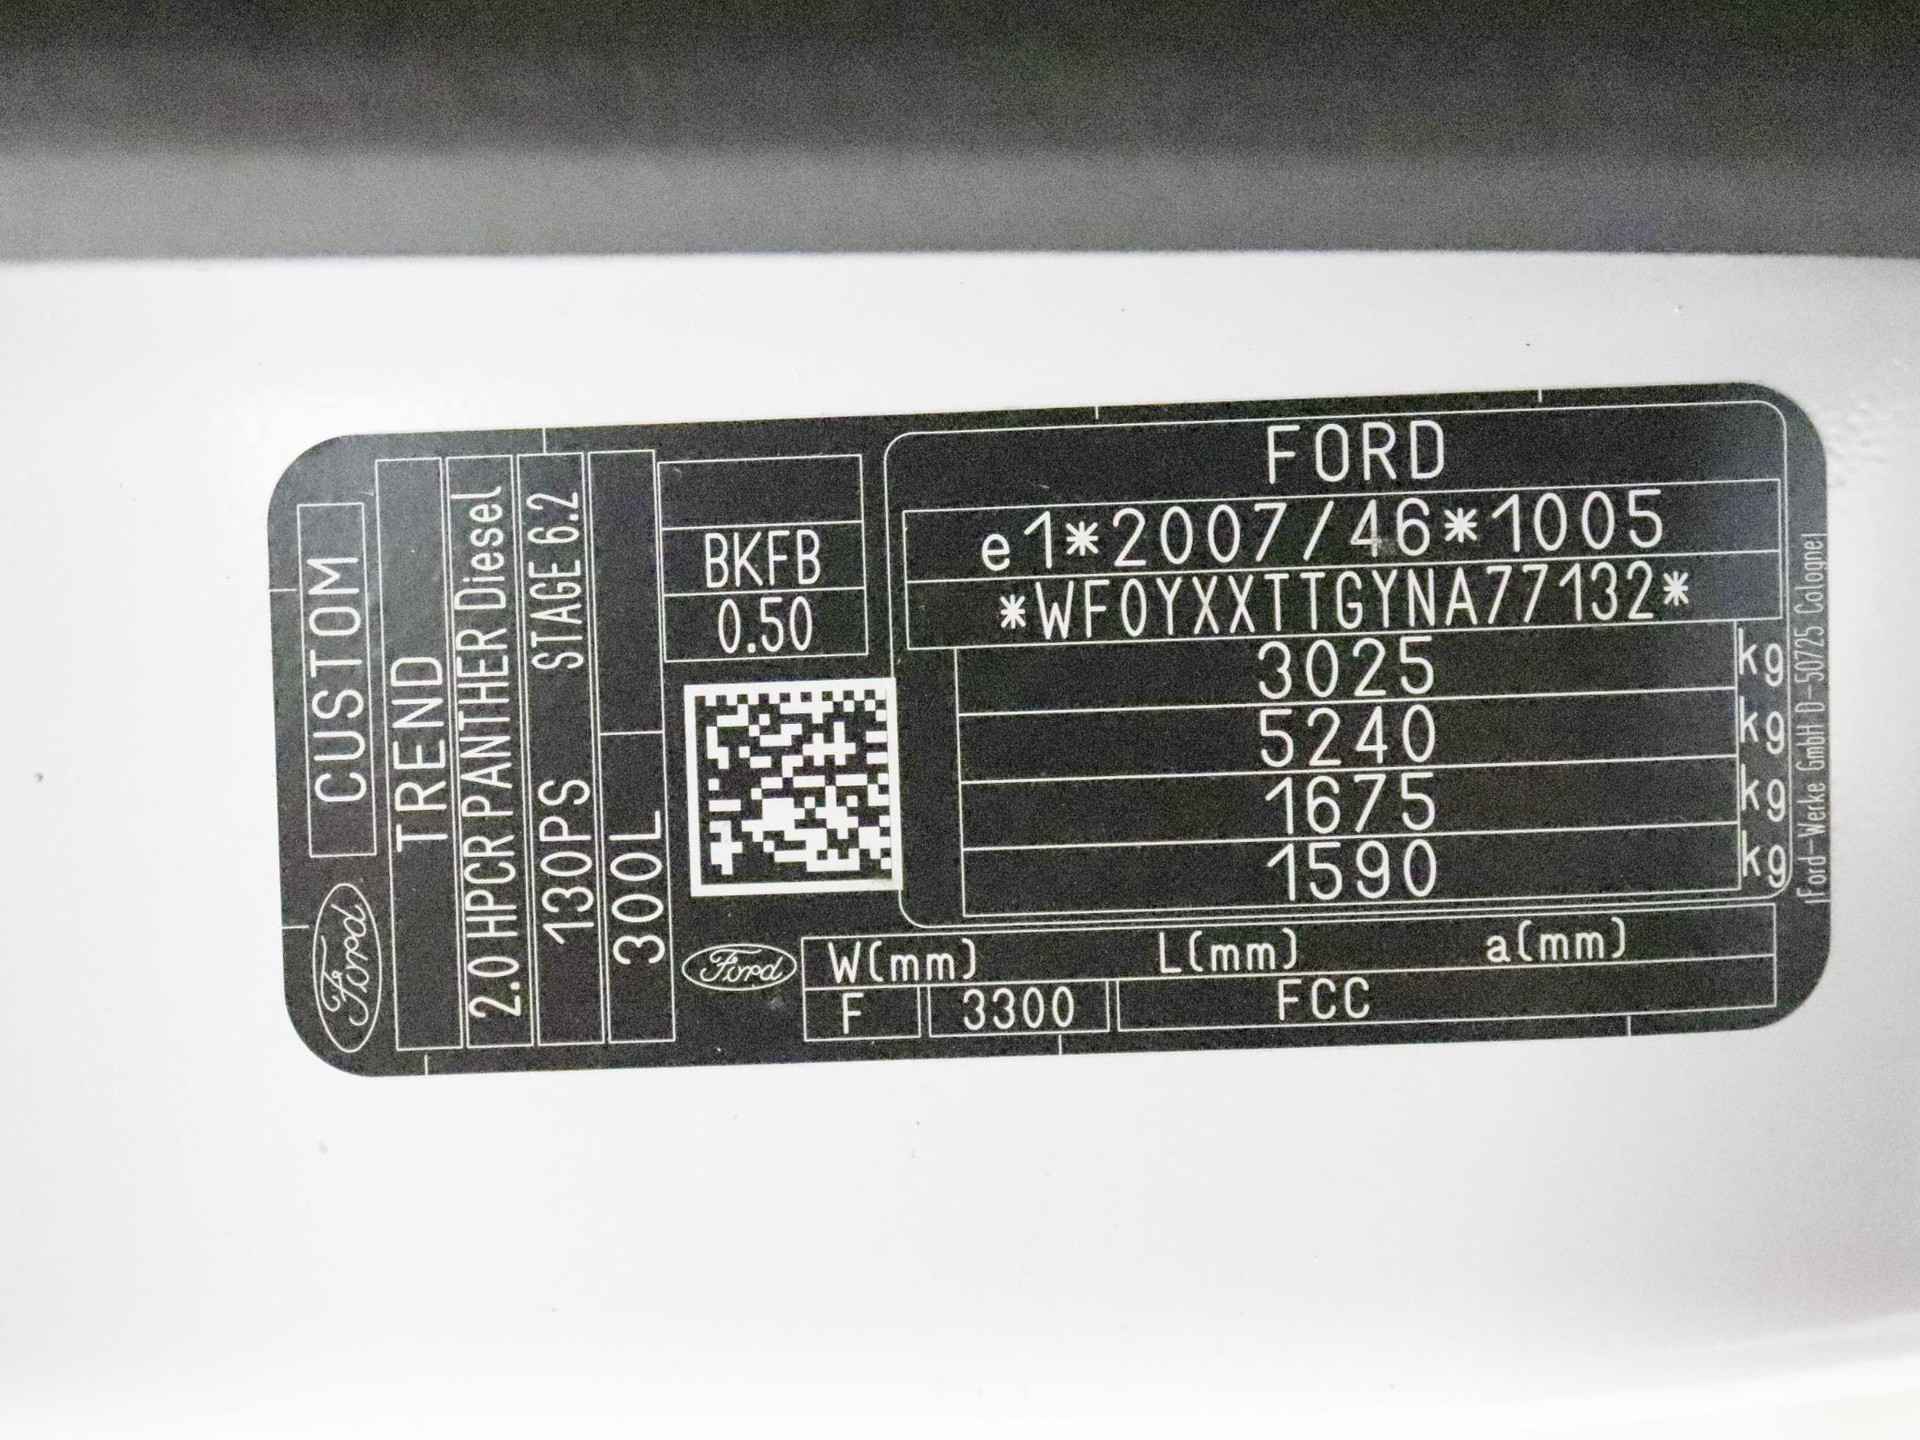 CUSTOM
Ford
TREND
2.0 HPCR PANTHER Diesel
130PS STAGE 6.2
300L
BKFB
0.50
FORD
e1*2007/46*1005
*WF0YXXTTGYNA77132*
3025 kg
5240 kg
1675 kg
1590 kg
Ford
W(mm) L(mm) a(mm)
F 3300 FCC
Ford-Werke GmbH D-50725 Cologne